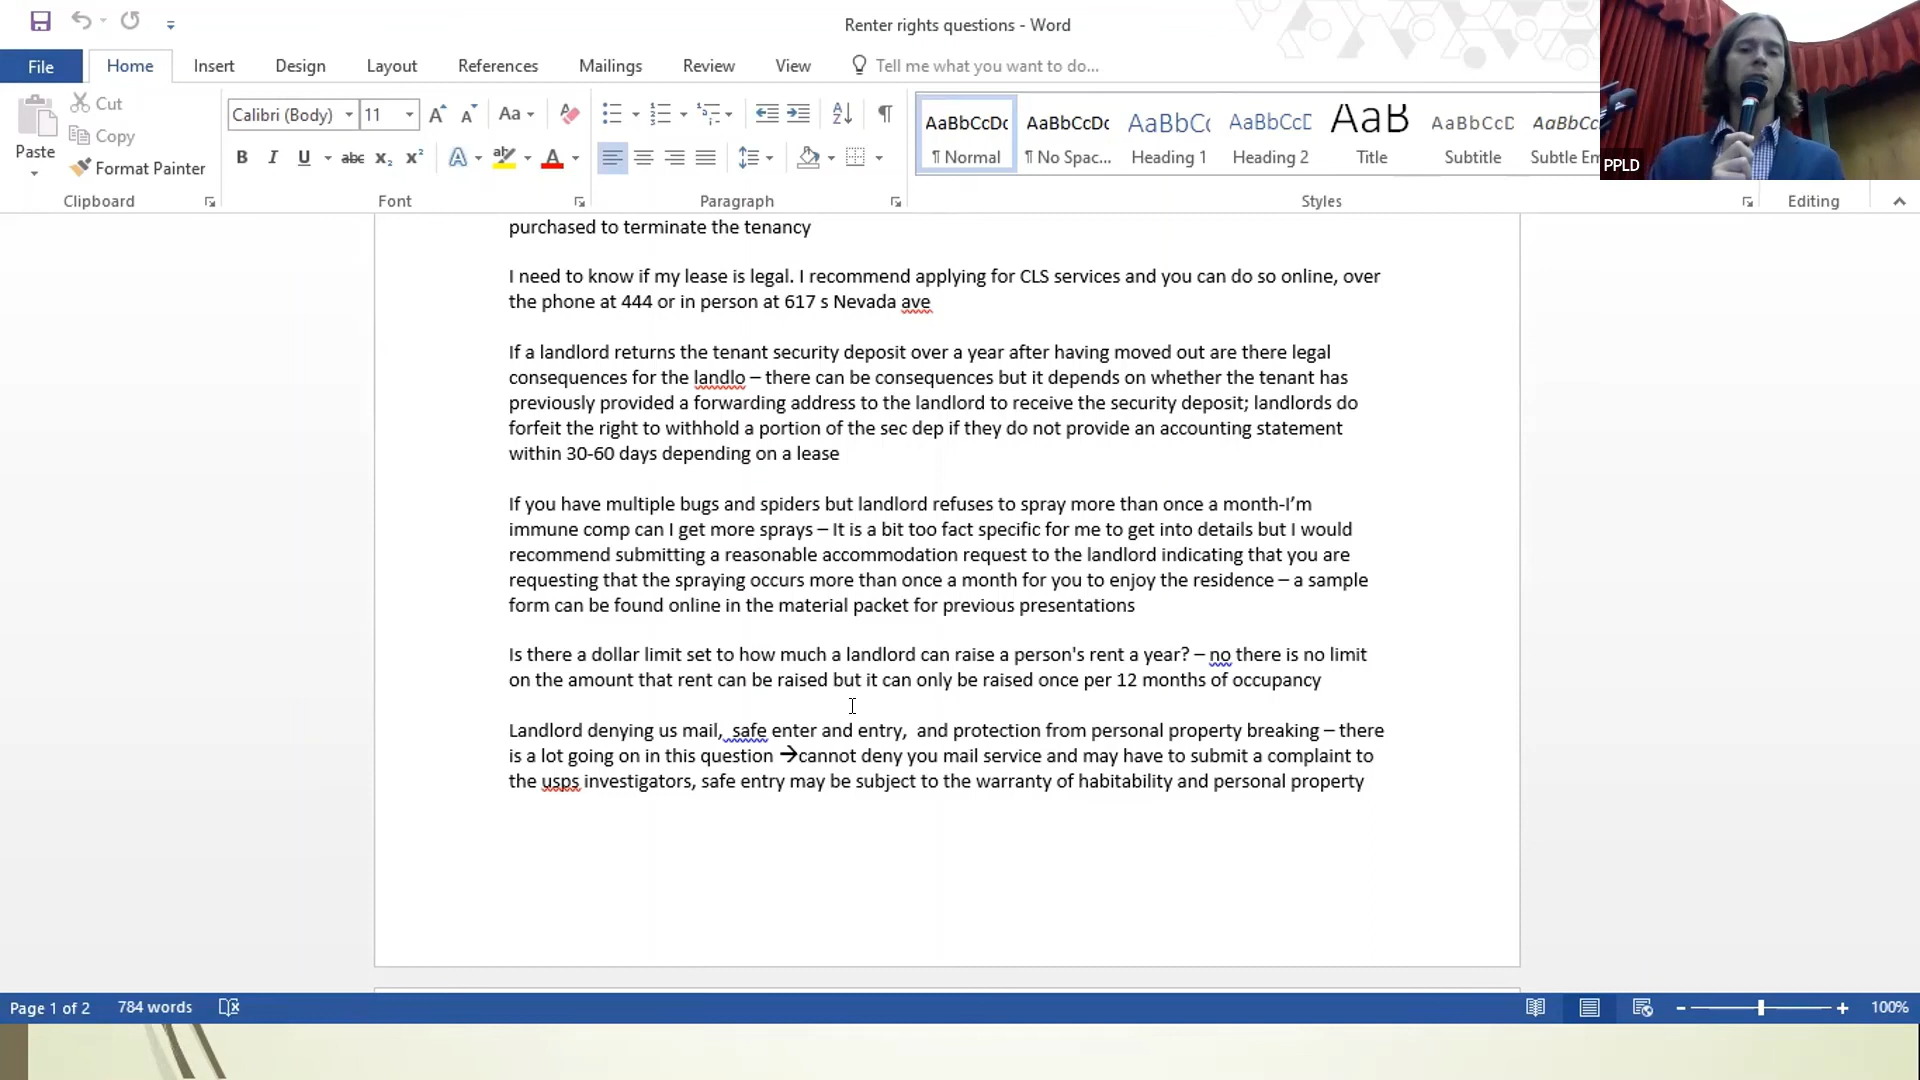 Renter rights questions - Word
File
Home
Insert
Design
Layout
References
Mailings
Review
View
Tell me what you want to do...
PPLD
Paste
Cut
Copy
Format Painter
Clipboard
Calibri (Body)
11
Font
Paragraph
AaBbCcDc
¶ Normal
AaBbCcDc
¶ No Spac...
AaBbC
Heading 1
AaBbCcD
Heading 2
AaB
Title
AaBbCcD
Subtitle
AaBbCc
Subtle Em
Styles
Editing
purchased to terminate the tenancy
I need to know if my lease is legal. I recommend applying for CLS services and you can do so online, over
the phone at 444 or in person at 617 s Nevada ave
If a landlord returns the tenant security deposit over a year after having moved out are there legal
consequences for the landlo – there can be consequences but it depends on whether the tenant has
previously provided a forwarding address to the landlord to receive the security deposit; landlords do
forfeit the right to withhold a portion of the sec dep if they do not provide an accounting statement
within 30-60 days depending on a lease
If you have multiple bugs and spiders but landlord refuses to spray more than once a month-I’m
immune comp can I get more sprays – It is a bit too fact specific for me to get into details but I would
recommend submitting a reasonable accommodation request to the landlord indicating that you are
requesting that the spraying occurs more than once a month for you to enjoy the residence – a sample
form can be found online in the material packet for previous presentations
Is there a dollar limit set to how much a landlord can raise a person's rent a year? – no there is no limit
on the amount that rent can be raised but it can only be raised once per 12 months of occupancy
Landlord denying us mail,  safe enter and entry,  and protection from personal property breaking – there
is a lot going on in this question →cannot deny you mail service and may have to submit a complaint to
the usps investigators, safe entry may be subject to the warranty of habitability and personal property
Page 1 of 2
784 words
100%